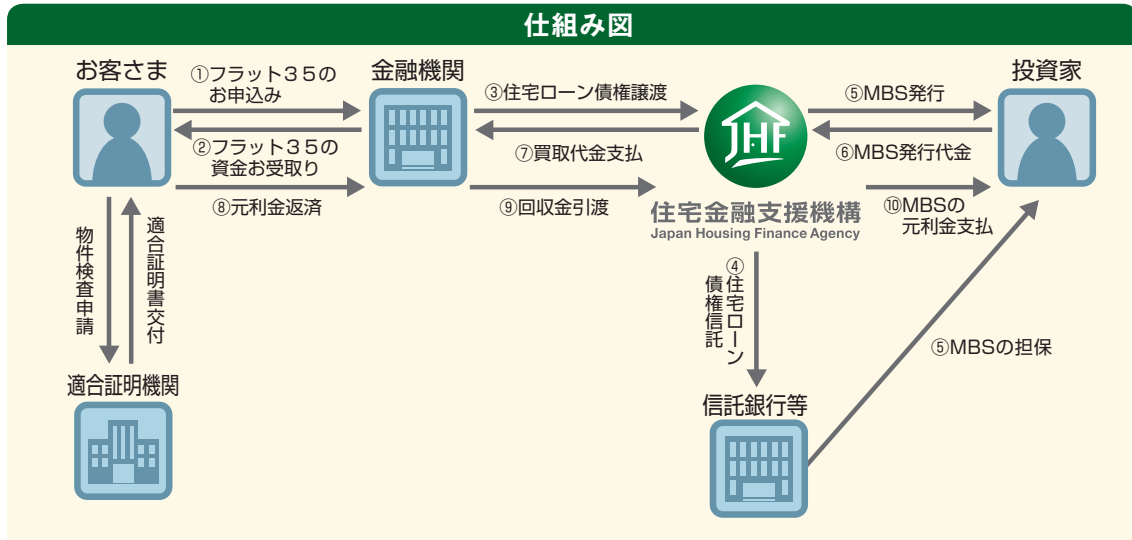 仕組み図
お客さま
①フラット３５の
お申込み
金融機関
③住宅ローン債権譲渡
⑤MBS発行
投資家
②フラット３５の
資金お受取り
⑦買取代金支払
JHF
⑥MBS発行代金
⑧元利金返済
⑨回収金引渡
住宅金融支援機構
Japan Housing Finance Agency
⑩MBSの
元利金支払
物件検査申請
適合証明書交付
④住宅ローン
債権信託
⑤MBSの担保
適合証明機関
信託銀行等